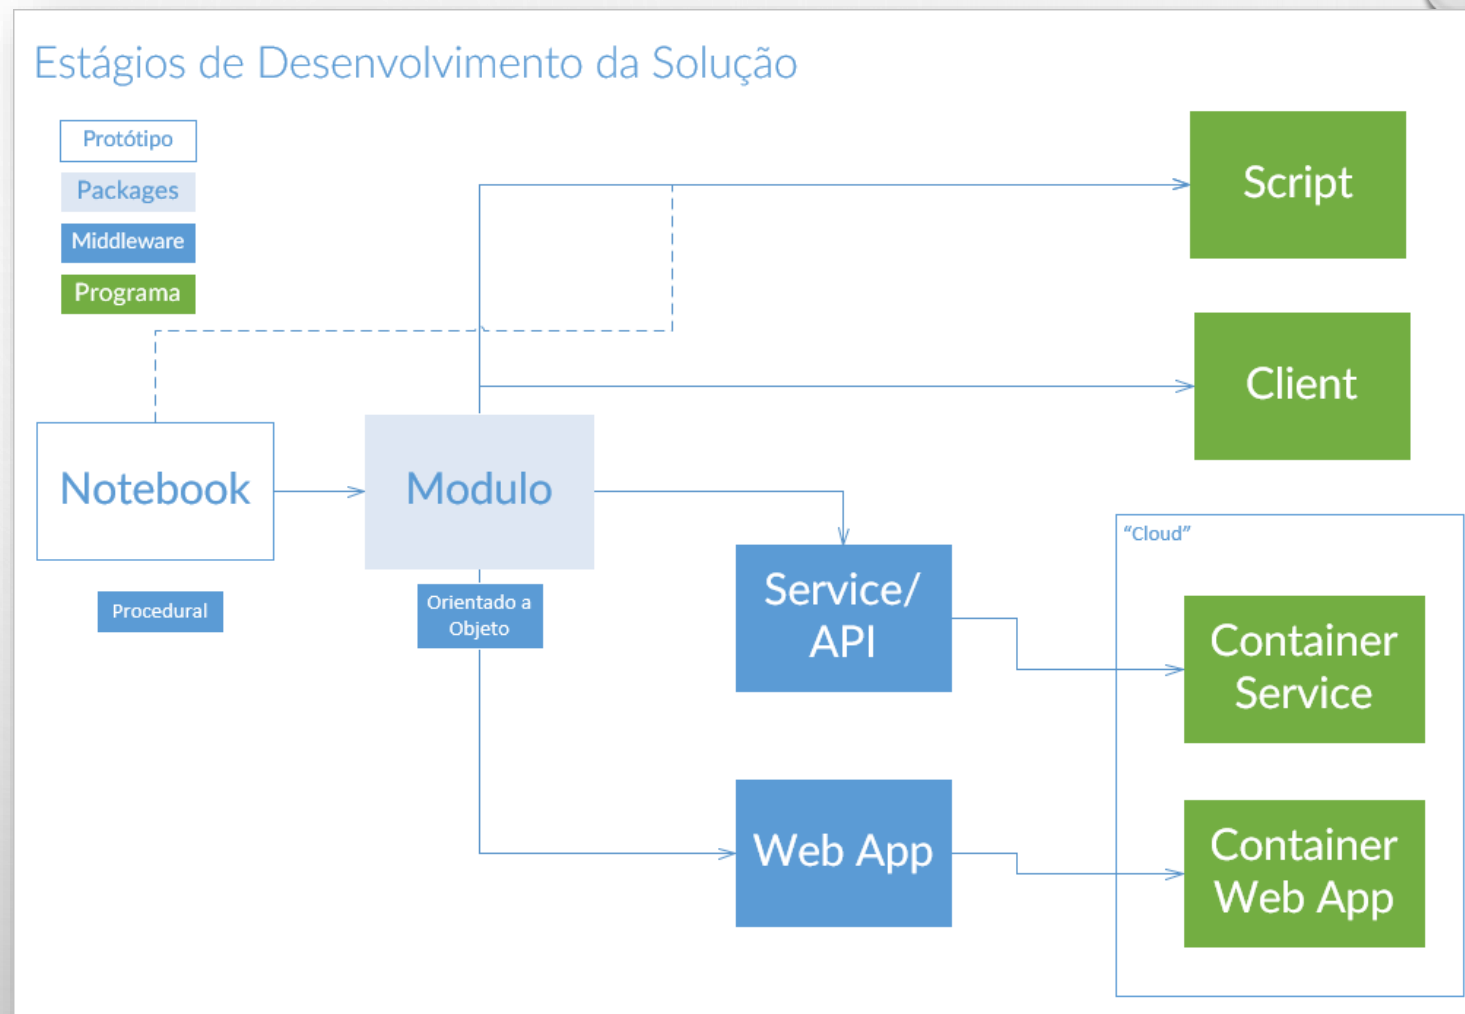 Estágios de Desenvolvimento da Solução
Protótipo
Packages
Middleware
Programa
Script
Client
Notebook
Modulo
Procedural
Orientado a
Objeto
Service/
API
"Cloud"
Container
Service
Web App
Container
Web App